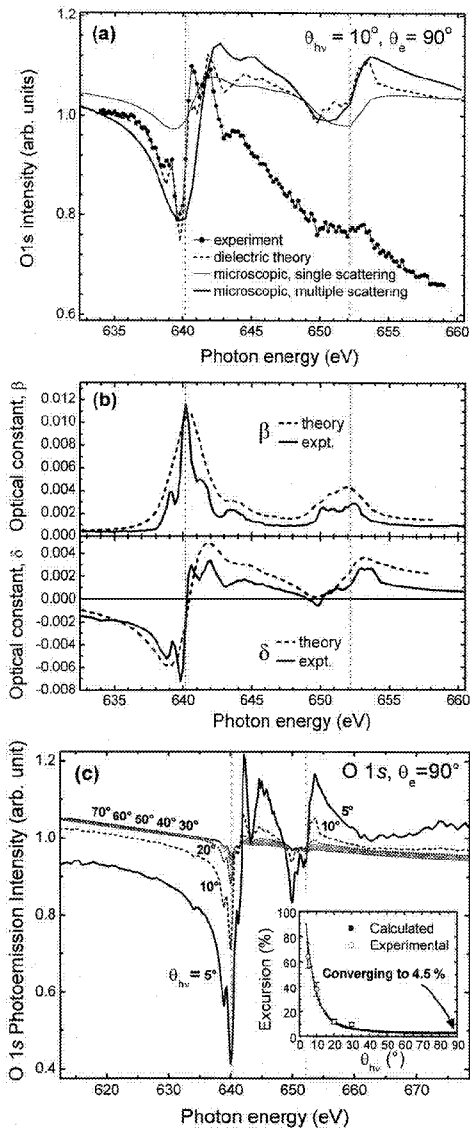 (a) θhν = 10°, θe = 90°
O1s intensity (arb. units)
1.2
1.0
0.8
0.6
experiment
dielectric theory
microscopic, single scattering
microscopic, multiple scattering
635 640 645 650 655 660
Photon energy (eV)
(b)
Optical constant, β
0.012
0.010
0.008
0.006
0.004
0.002
0.000
β theory
expt.
Optical constant, δ
0.004
0.002
0.000
-0.002
-0.004
-0.006
-0.008
δ theory
expt.
635 640 645 650 655 660
Photon energy (eV)
(c) O 1s, θe=90°
O 1s Photoemission Intensity (arb. unit)
1.2
1.0
0.8
0.6
0.4
70° 60° 50° 40° 30°
20°
10°
θhν = 5°
5°
10°
Excursion (%)
100
80
60
40
20
0
Calculated
Experimental
Converging to 4.5 %
0 10 20 30 40 50 60 70 80 90
θhν (°)
620 630 640 650 660 670
Photon energy (eV)